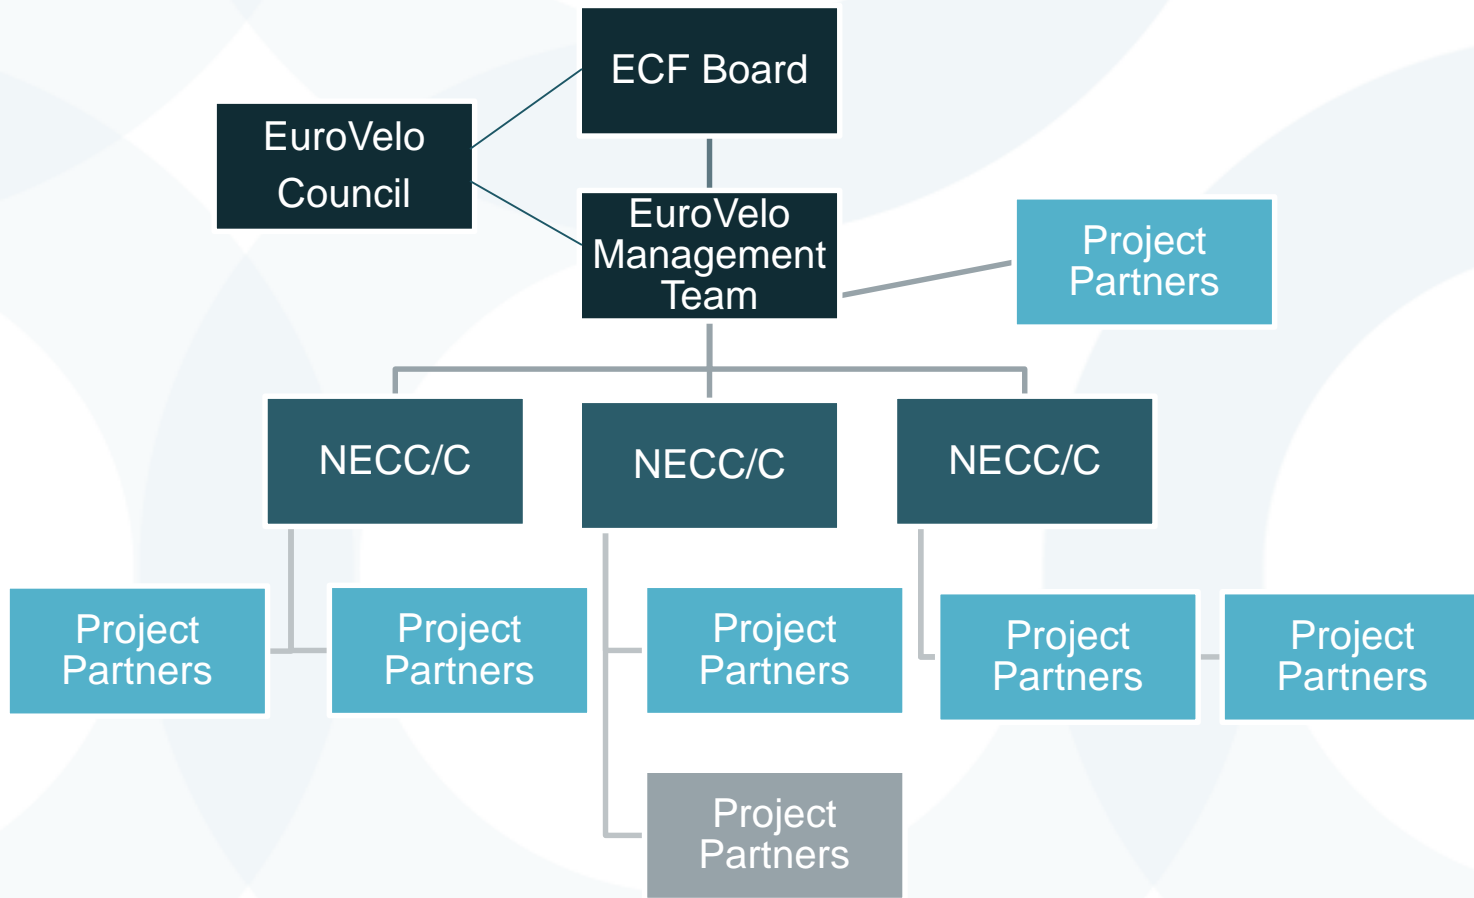 ECF Board
EuroVelo
Council
EuroVelo
Management
Team
Project
Partners
NECC/C
NECC/C
NECC/C
Project
Partners
Project
Partners
Project
Partners
Project
Partners
Project
Partners
Project
Partners